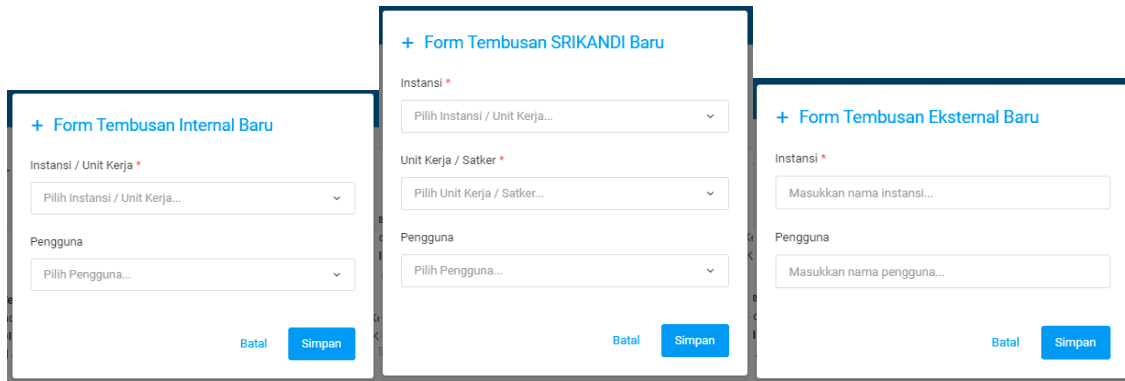 + Form Tembusan Internal Baru
Instansi / Unit Kerja *
Pilih Instansi / Unit Kerja...
Pengguna
Pilih Pengguna...
Batal
Simpan
+ Form Tembusan SRIKANDI Baru
Instansi *
Pilih Instansi / Unit Kerja...
Unit Kerja / Satker *
Pilih Unit Kerja / Satker...
Pengguna
Pilih Pengguna...
Batal
Simpan
+ Form Tembusan Eksternal Baru
Instansi *
Masukkan nama instansi...
Pengguna
Masukkan nama pengguna...
Batal
Simpan